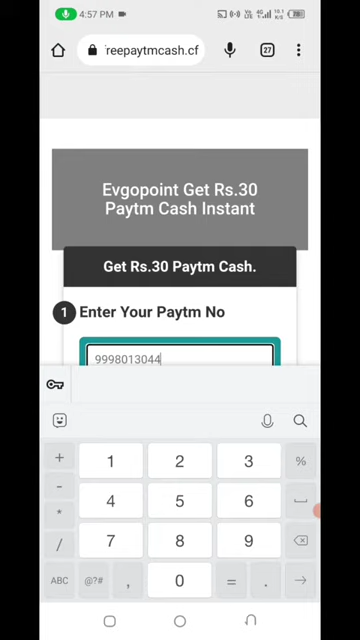 4:57 PM
reepaytmcash.cf
27
Evgopoint Get Rs.30
Paytm Cash Instant
Get Rs.30 Paytm Cash.
1 Enter Your Paytm No
9998013044
+ 1 2 3 %
-
4 5 6
*
/ 7 8 9
ABC @?# , 0 = .